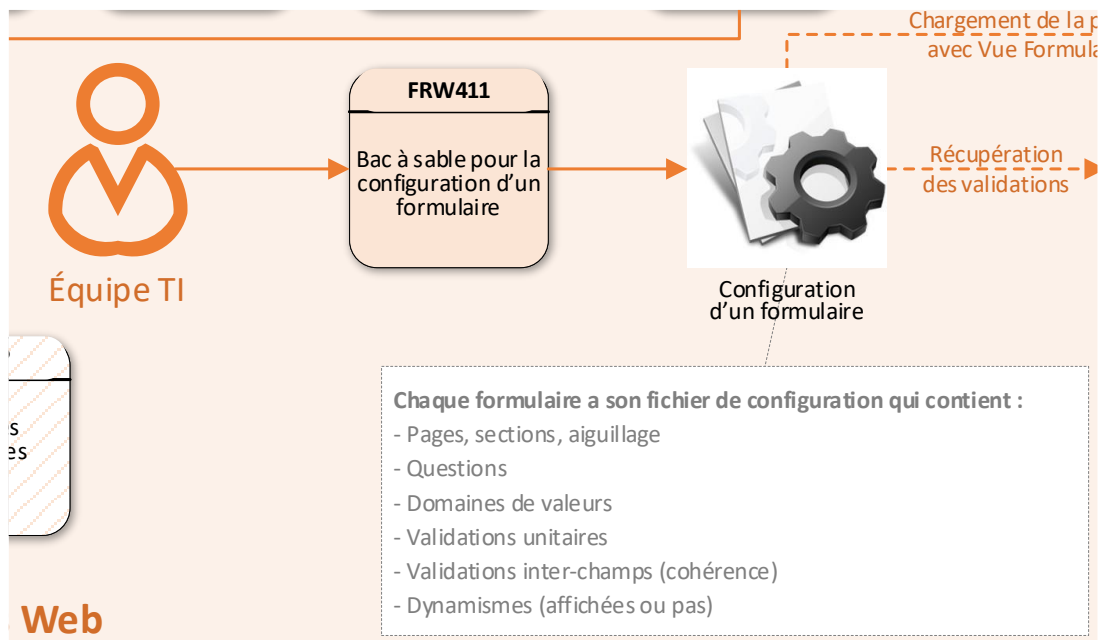 Chargement de la p
avec Vue Formula
FRW411
Bac à sable pour la
configuration d’un
formulaire
Récupération
des validations
Équipe TI
Configuration
d’un formulaire
s
es
Chaque formulaire a son fichier de configuration qui contient :
- Pages, sections, aiguillage
- Questions
- Domaines de valeurs
- Validations unitaires
- Validations inter-champs (cohérence)
- Dynamismes (affichées ou pas)
Web